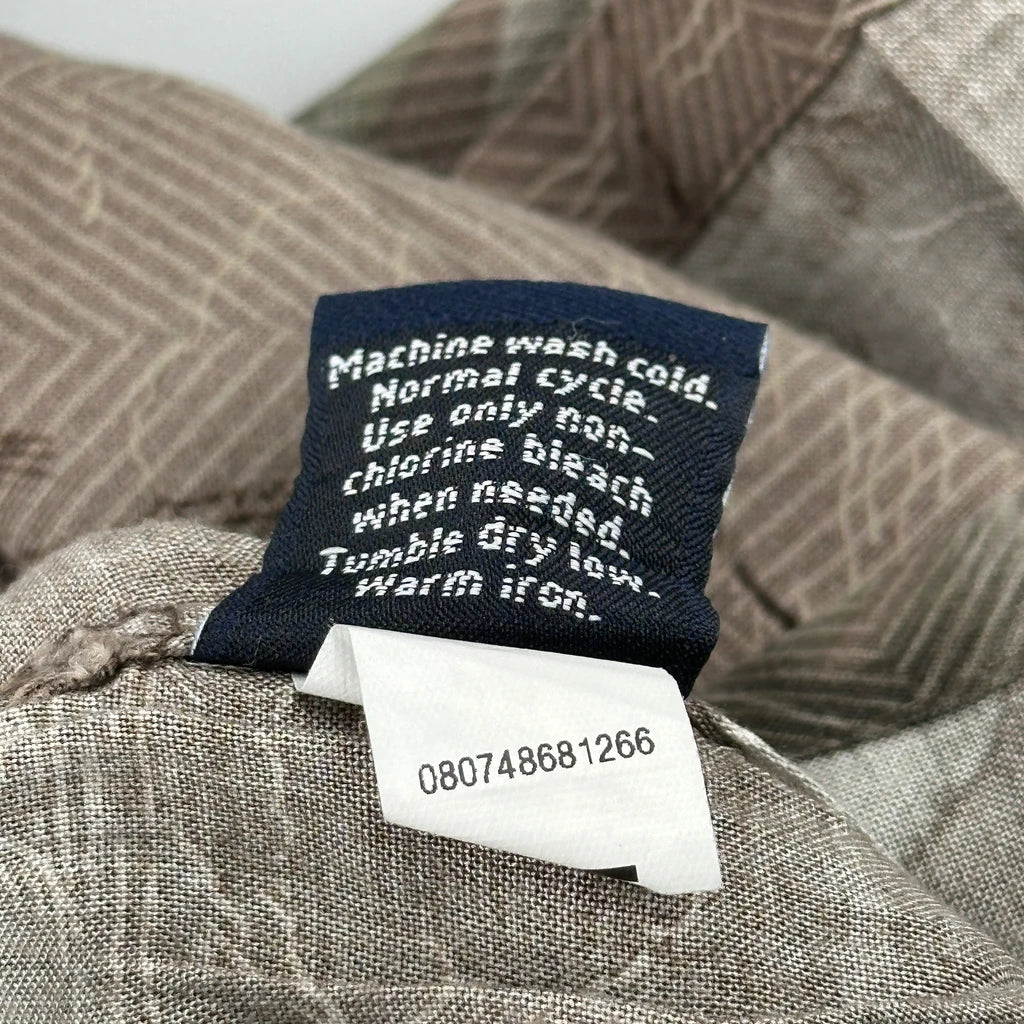 Machine wash cold.
Normal cycle.
Use only non-
chlorine bleach
when needed.
Tumble dry low.
warm iron.
080748681266